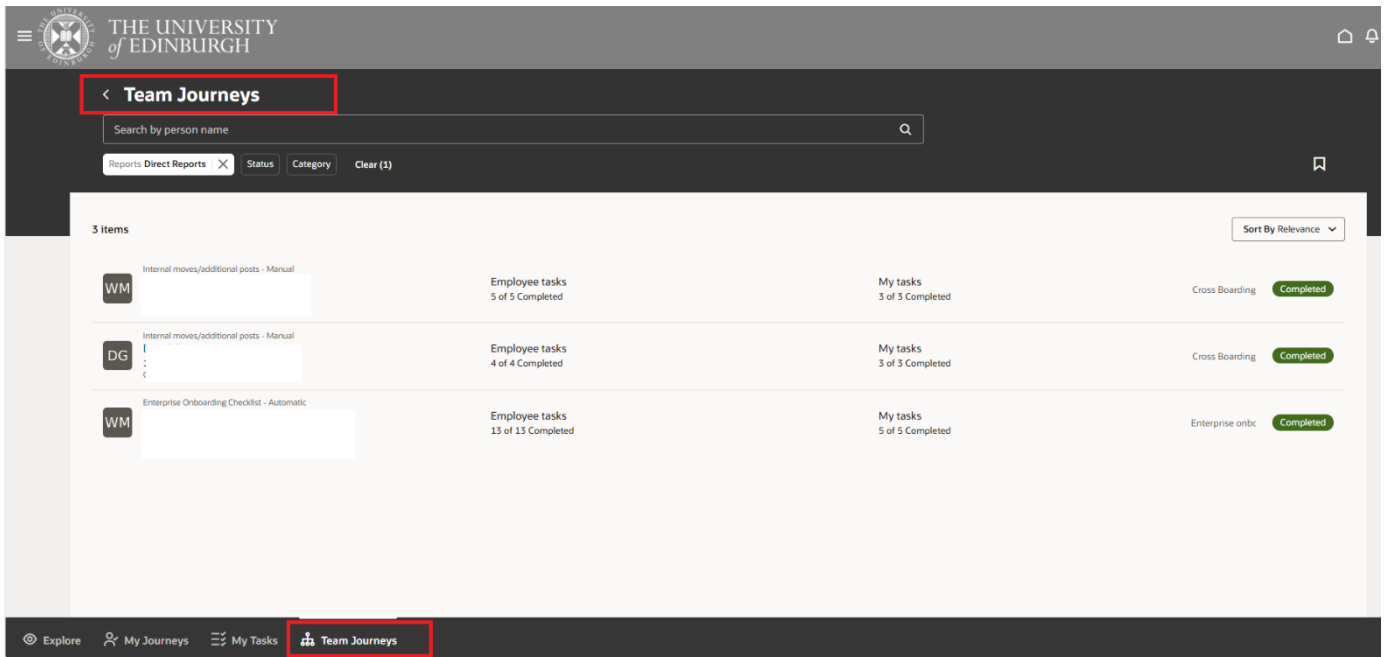 THE UNIVERSITY
of EDINBURGH
Team Journeys
Search by person name
Reports Direct Reports Status Category Clear (1)
3 items
Sort By Relevance
Internal moves/additional posts - Manual
WM
Employee tasks
5 of 5 Completed
My tasks
3 of 3 Completed
Cross Boarding
Completed
Internal moves/additional posts - Manual
DG
Employee tasks
4 of 4 Completed
My tasks
3 of 3 Completed
Cross Boarding
Completed
Enterprise Onboarding Checklist - Automatic
WM
Employee tasks
13 of 13 Completed
My tasks
5 of 5 Completed
Enterprise onbc
Completed
Explore My Journeys My Tasks Team Journeys